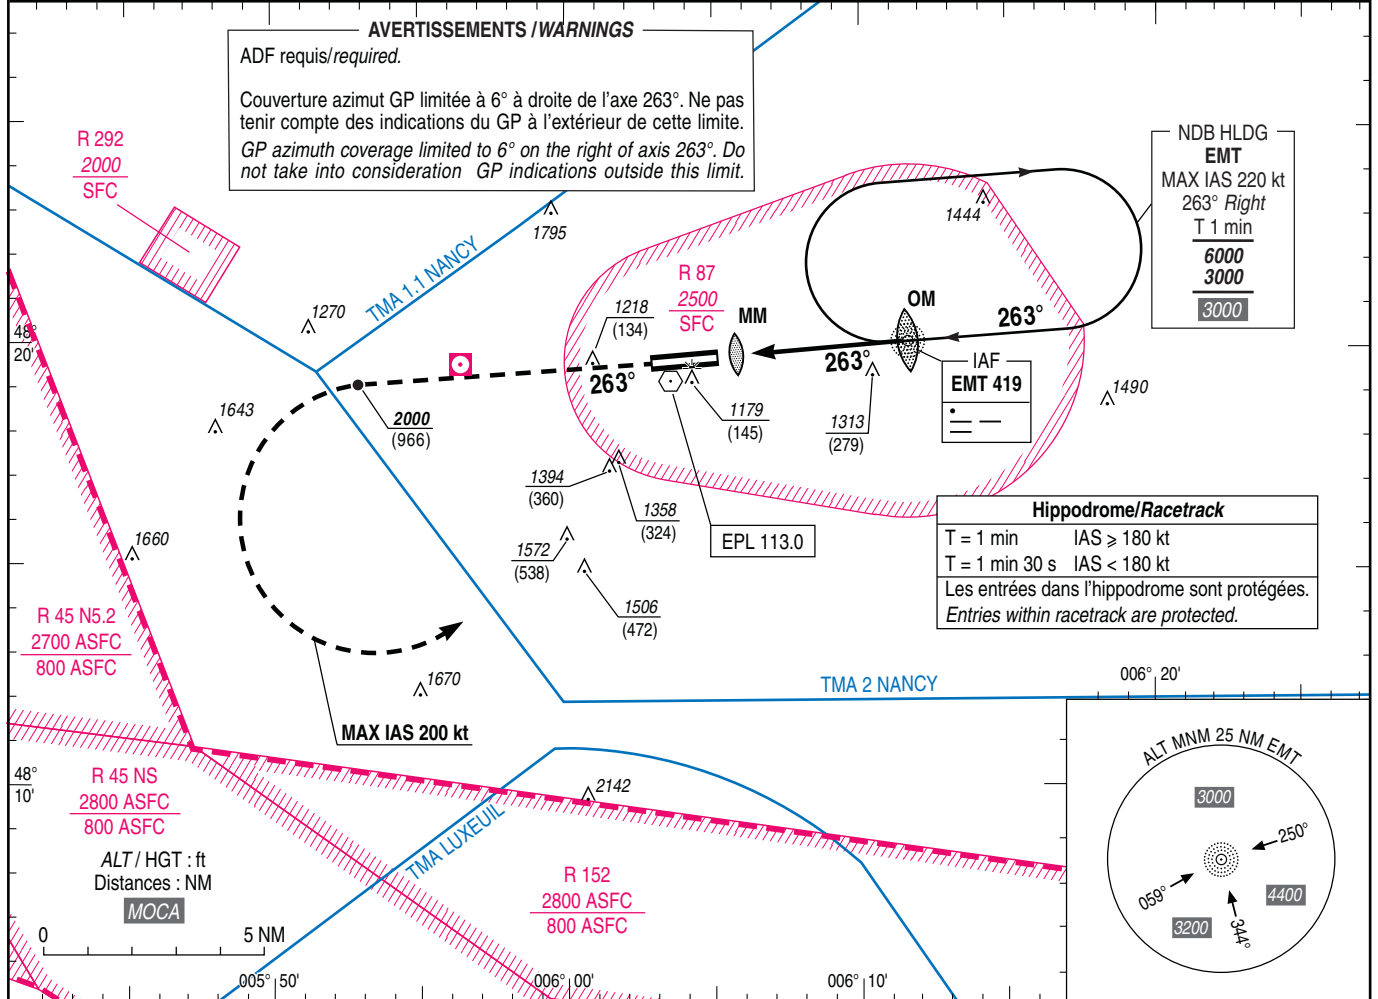 AVERTISSEMENTS / WARNINGS
ADF requis/required.
Couverture azimut GP limitée à 6° à droite de l'axe 263°. Ne pas
tenir compte des indications du GP à l'extérieur de cette limite.
GP azimuth coverage limited to 6° on the right of axis 263°. Do
not take into consideration GP indications outside this limit.
R 292
2000
SFC
NDB HLDG
EMT
MAX IAS 220 kt
263° Right
T 1 min
6000
3000
3000
1444
1795
TMA 1.1 NANCY
R 87
2500
SFC
1270
1218
(134)
MM
OM
263°
48°
20'
263°
263°
IAF
EMT 419
1490
1643
2000
(966)
1179
(145)
1313
(279)
1394
(360)
1358
(324)
EPL 113.0
Hippodrome/Racetrack
T = 1 min IAS ⩾ 180 kt
T = 1 min 30 s IAS < 180 kt
Les entrées dans l'hippodrome sont protégées.
Entries within racetrack are protected.
1660
1572
(538)
1506
(472)
R 45 N5.2
2700 ASFC
800 ASFC
1670
TMA 2 NANCY
006° 20'
MAX IAS 200 kt
48°
10'
R 45 NS
2800 ASFC
800 ASFC
2142
TMA LUXEUIL
ALT MNM 25 NM EMT
3000
250°
059°
4400
3200
344°
ALT / HGT : ft
Distances : NM
MOCA
R 152
2800 ASFC
800 ASFC
0 5 NM
005° 50'
006° 00'
006° 10'